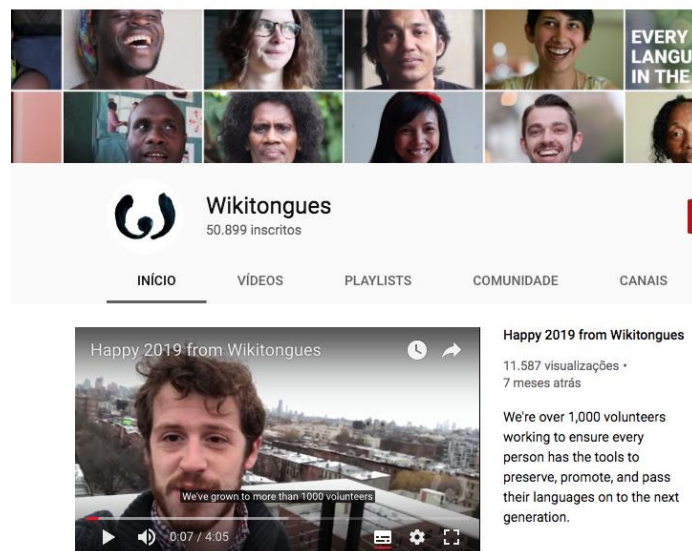 EVERY
LANGU
IN THE
Wikitongues
50.899 inscritos
INÍCIO
VÍDEOS
PLAYLISTS
COMUNIDADE
CANAIS
Happy 2019 from Wikitongues
We've grown to more than 1000 volunteers
0:07 / 4:05
Happy 2019 from Wikitongues
11.587 visualizações •
7 meses atrás
We're over 1,000 volunteers
working to ensure every
person has the tools to
preserve, promote, and pass
their languages on to the next
generation.